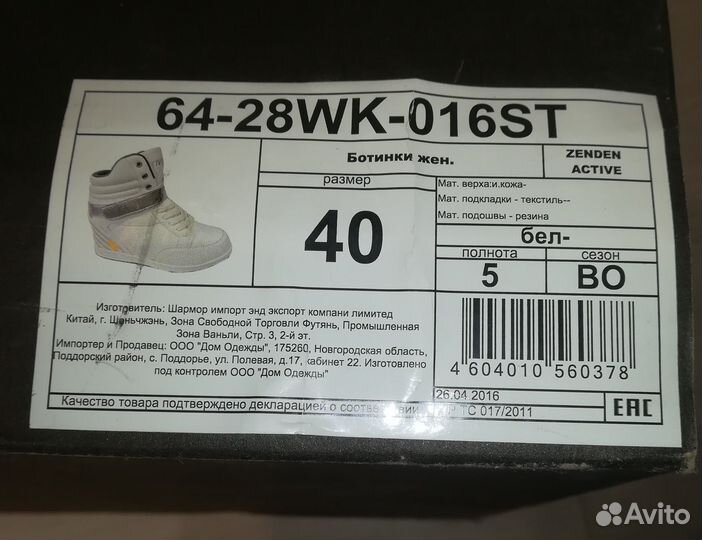 64-28WK-016ST
Ботинки жен.
ZENDEN
ACTIVE
размер
40
Мат. верха:и.кожа-
Мат. подкладки - текстиль--
Мат. подошвы - резина
бел-
полнота
сезон
5
ВО
Изготовитель: Шармор импорт энд экспорт компани лимитед
Китай, г. Шэньчжэнь, Зона Свободной Торговли Футянь, Промышленная
Зона Ваньли, Стр. 3, 2-й эт.
Импортер и Продавец: ООО "Дом Одежды", 175260, Новгородская область,
Поддорский район, с. Поддорье, ул. Полевая, д.17, кабинет 22. Изготовлено
под контролем ООО "Дом Одежды"
4 604010 560378
26.04 2016
Качество товара подтверждено декларацией о соответствии
ТР ТС 017/2011
ЕАС
Avito